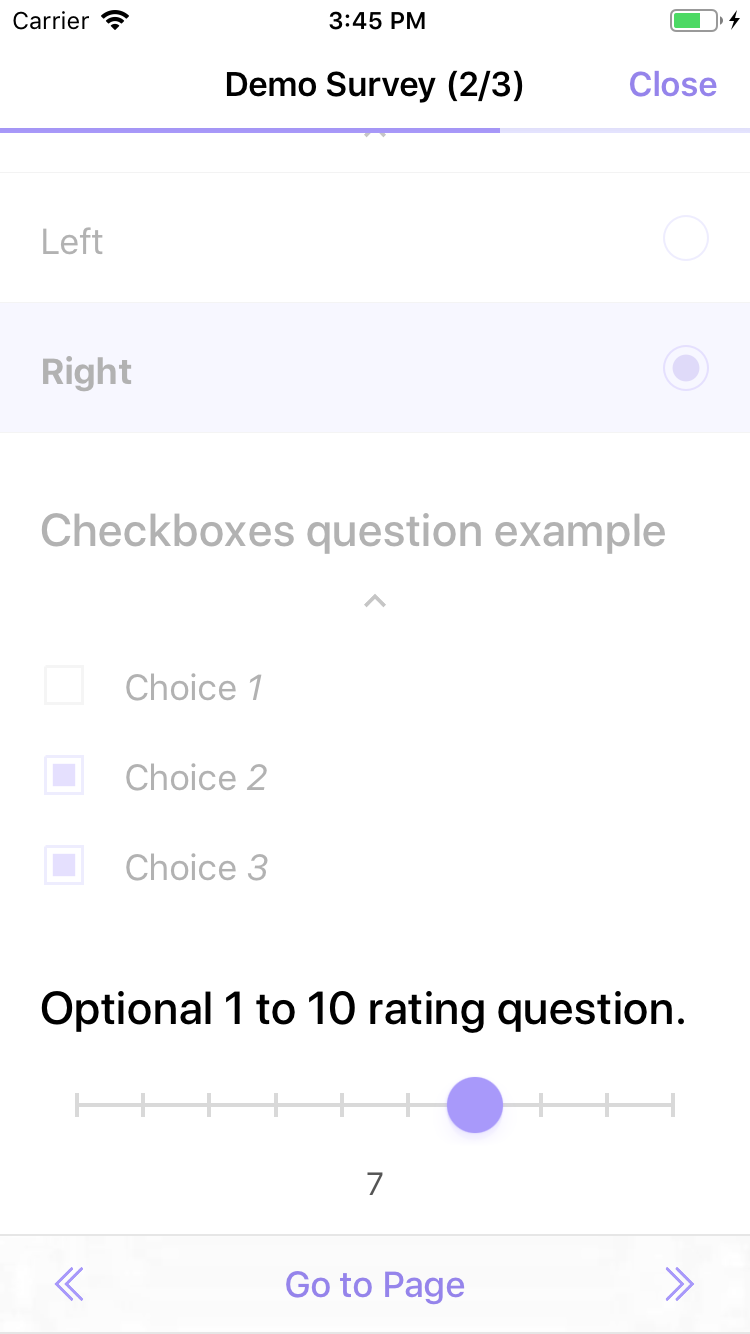 Carrier 3:45 PM
Demo Survey (2/3) Close
Left
Right
Checkboxes question example
Choice 1
Choice 2
Choice 3
Optional 1 to 10 rating question.
7
Go to Page